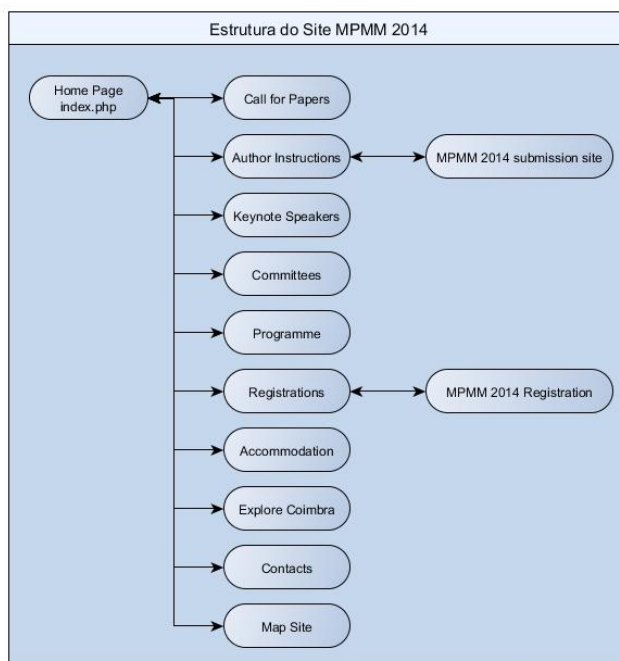 Estrutura do Site MPMM 2014
Home Page
index.php
Call for Papers
Author Instructions
MPMM 2014 submission site
Keynote Speakers
Committees
Programme
Registrations
MPMM 2014 Registration
Accommodation
Explore Coimbra
Contacts
Map Site